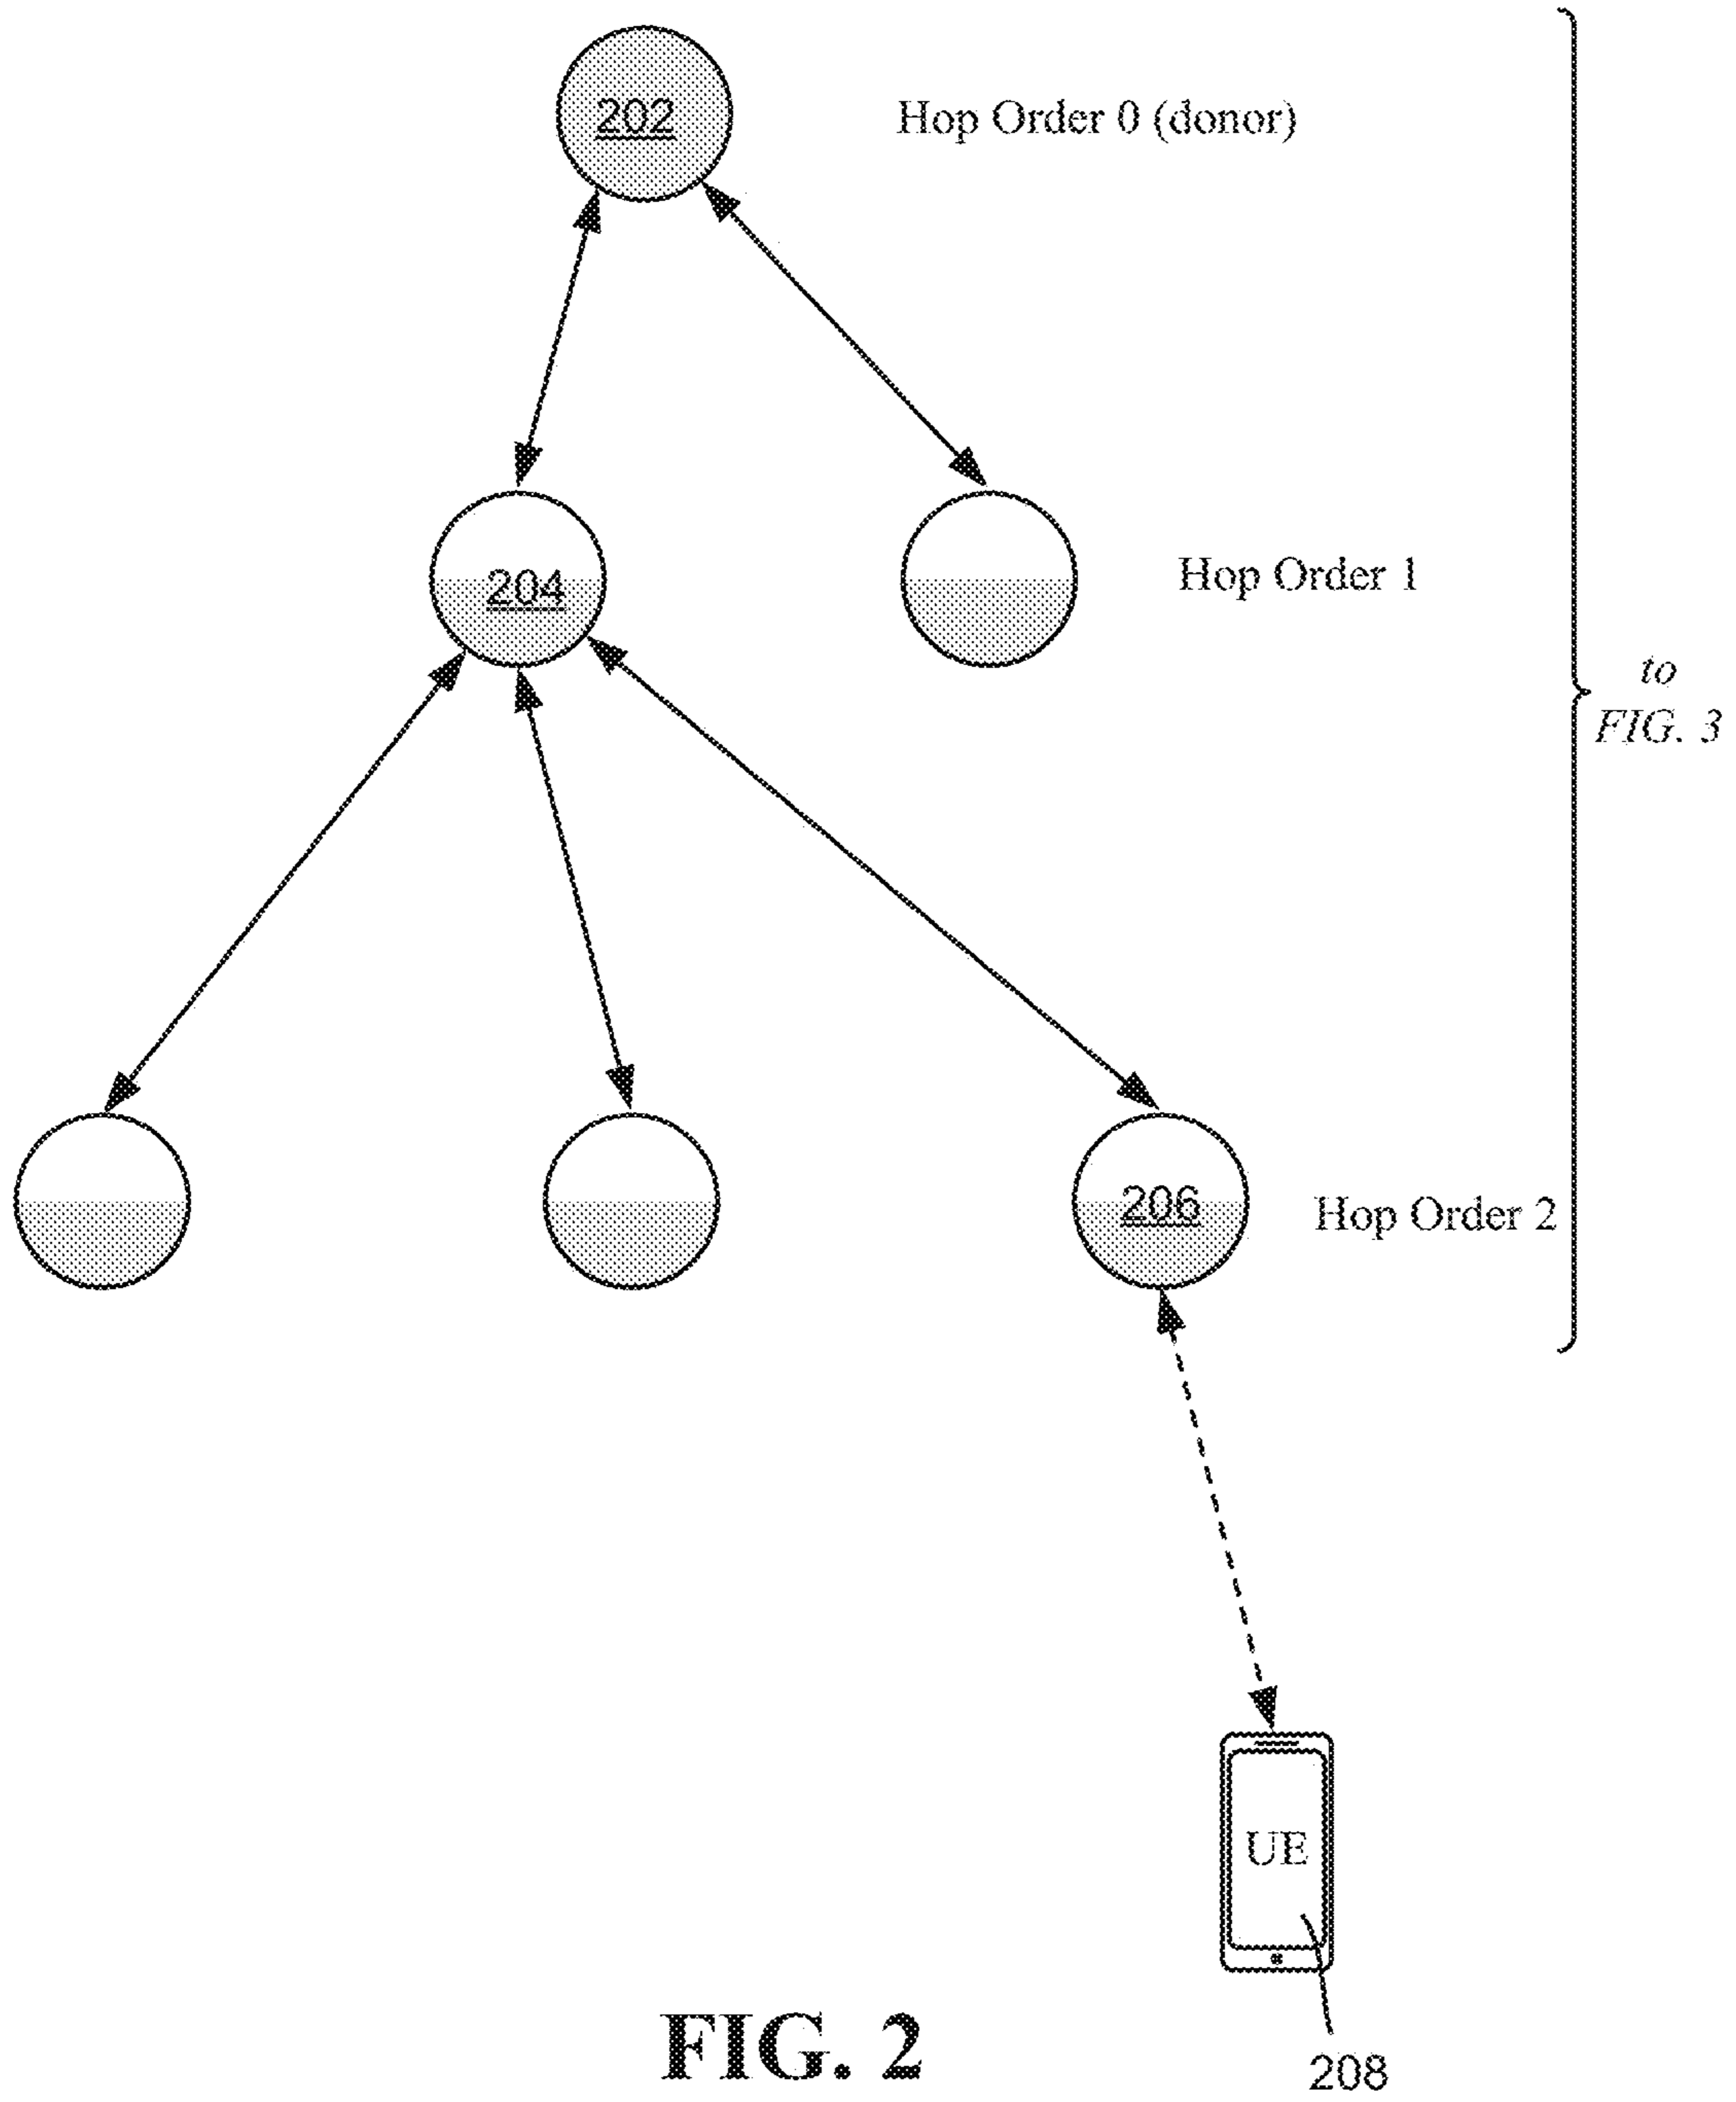 202
Hop Order 0 (donor)
204
Hop Order 1
to
FIG. 3
206
Hop Order 2
UE
FIG. 2
208